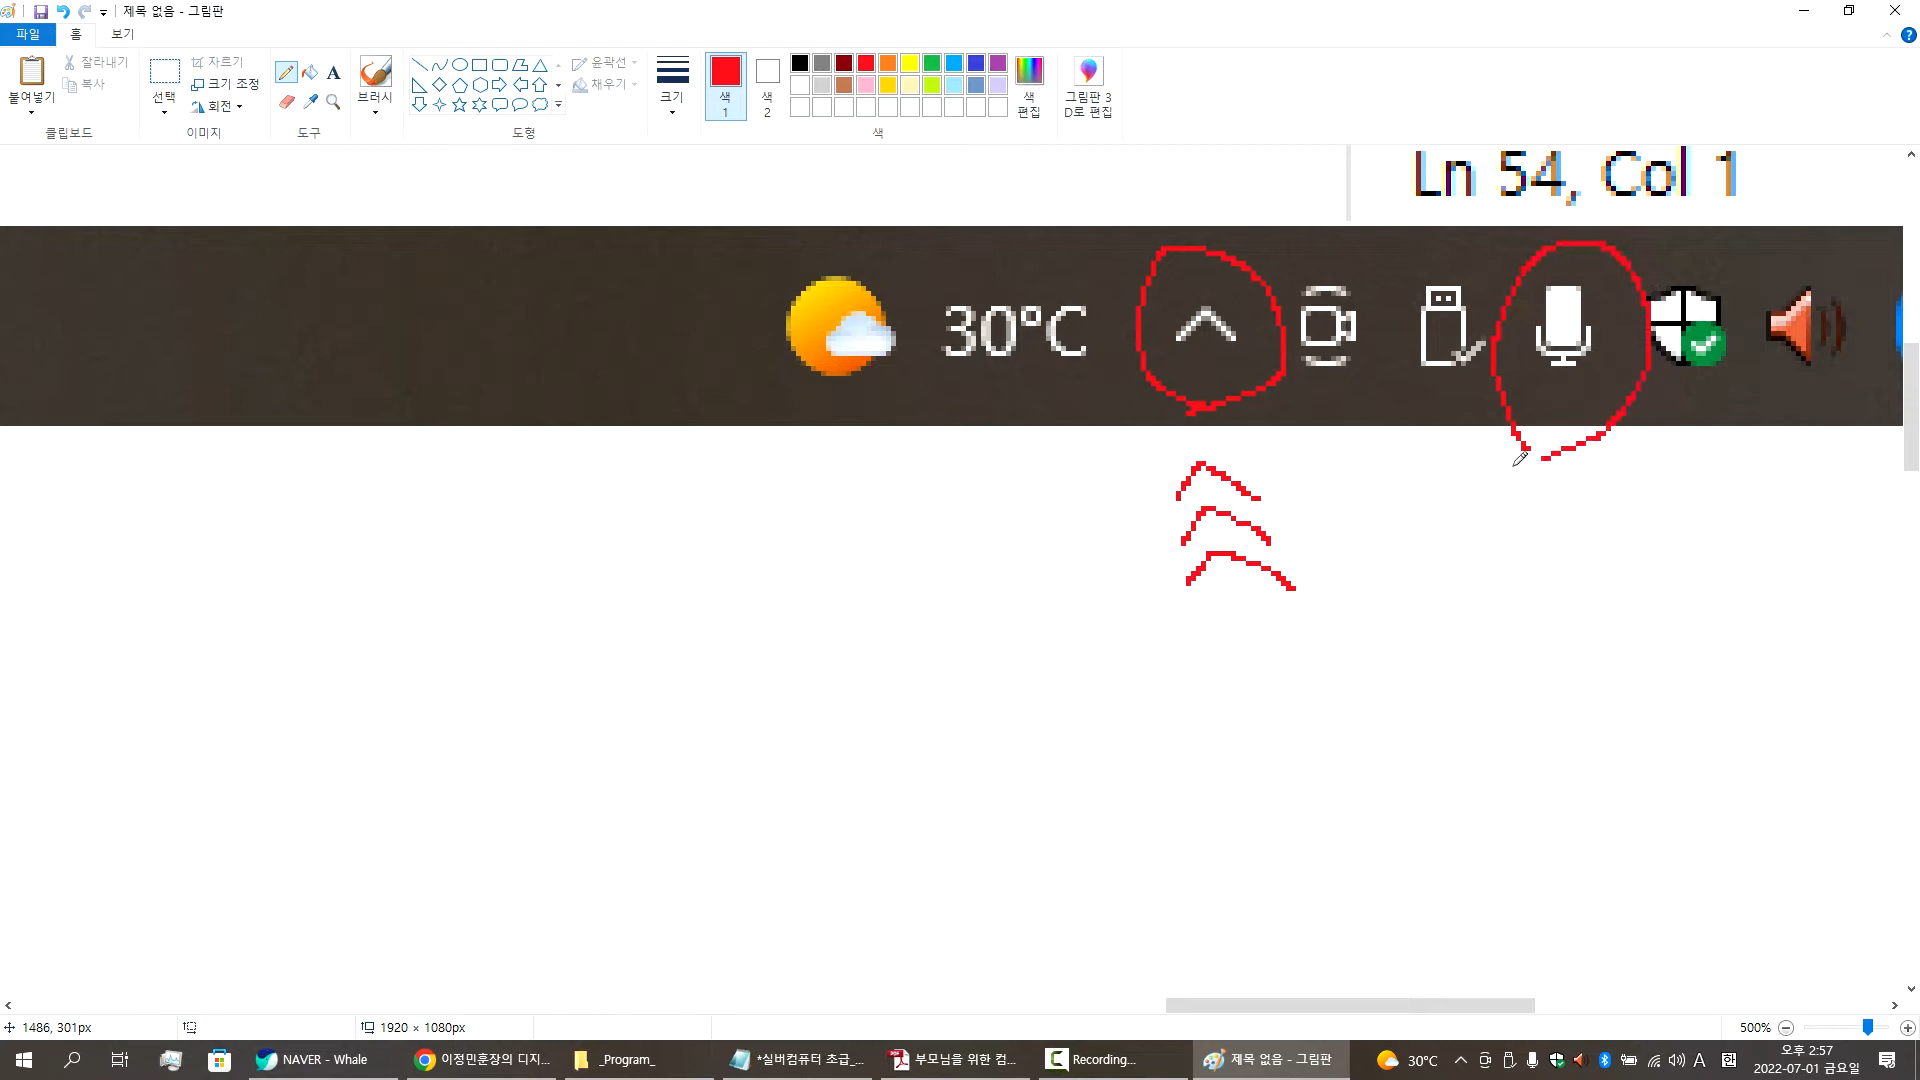 제목 없음 - 그림판
파일
홈
보기
붙여넣기
잘라내기
복사
클립보드
선택
자르기
크기 조정
회전
이미지
A
도구
브러시
윤곽선
채우기
도형
크기
색
1
색
2
색
편집
색
그림판 3
D로 편집
Ln 54, Col 1
30°C
1486, 301px
1920 × 1080px
500%
NAVER - Whale
이정민훈장의 디지...
_Program_
*실버컴퓨터 초급_...
부모님을 위한 컴...
Recording...
제목 없음 - 그림판
30°C
A
한
오후 2:57
2022-07-01 금요일